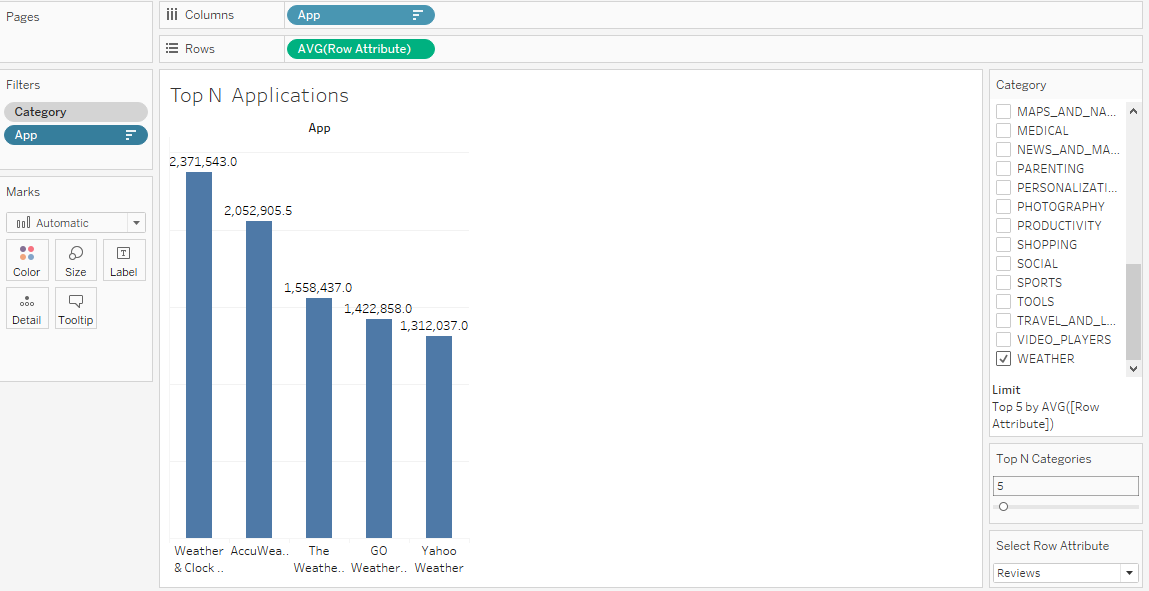 Pages
Columns
App
Rows
AVG(Row Attribute)
Filters
Category
App
Marks
Automatic
Color
Size
Label
Detail
Tooltip
Top N Applications
App
2,371,543.0
2,052,905.5
1,558,437.0
1,422,858.0
1,312,037.0
Weather
& Clock ..
AccuWea..
The
Weathe..
GO
Weather..
Yahoo
Weather
Category
MAPS_AND_NA...
MEDICAL
NEWS_AND_MA...
PARENTING
PERSONALIZATI...
PHOTOGRAPHY
PRODUCTIVITY
SHOPPING
SOCIAL
SPORTS
TOOLS
TRAVEL_AND_L...
VIDEO_PLAYERS
WEATHER
Limit
Top 5 by AVG([Row
Attribute])
Top N Categories
5
Select Row Attribute
Reviews